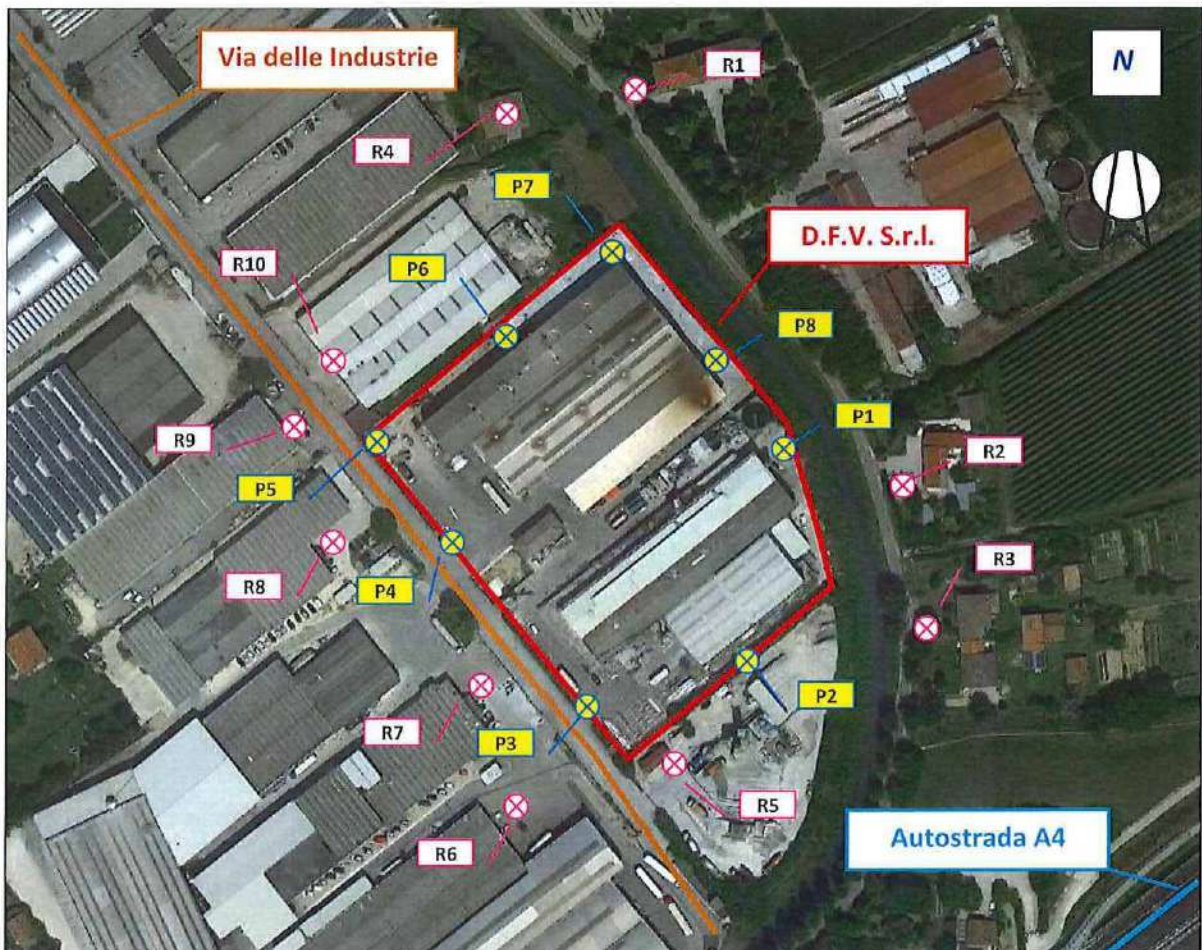 Via delle Industrie
R1
N
R4
P7
D.F.V. S.r.l.
R10
P6
P8
P1
R9
R2
P5
R3
R8
P4
P2
R7
P3
R5
Autostrada A4
R6